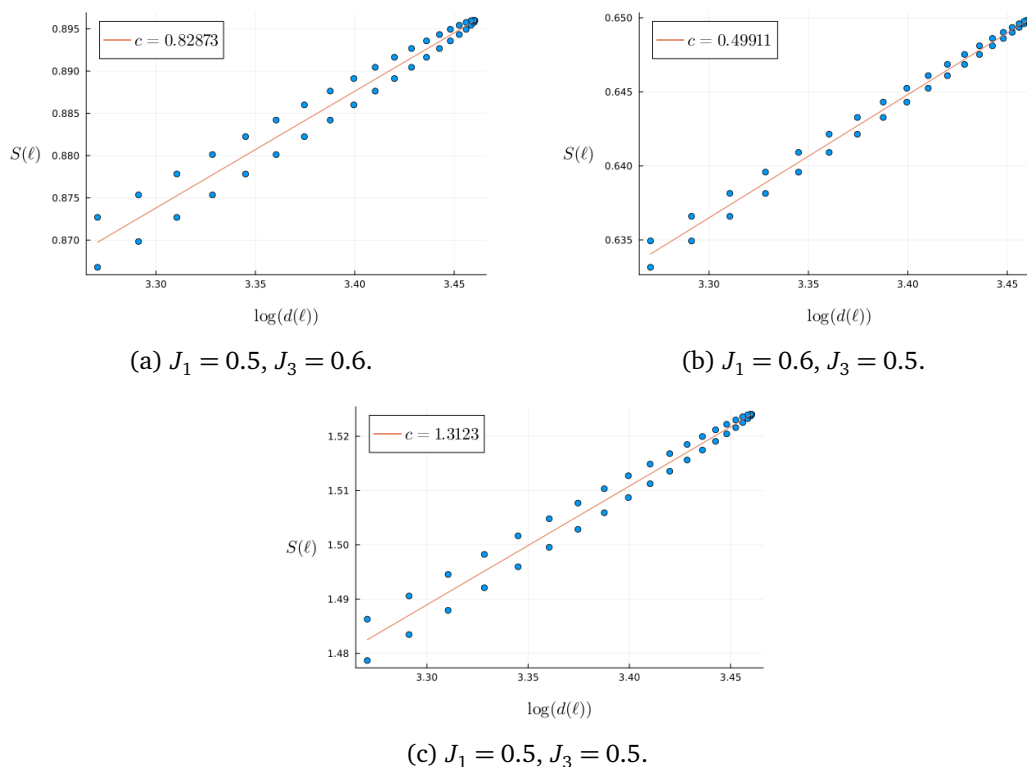 0.895
0.890
0.885
0.880
0.875
0.870
S(ℓ)
c = 0.82873
3.30
3.35
3.40
3.45
log(d(ℓ))
(a) J₁ = 0.5, J₃ = 0.6.
0.650
0.645
0.640
0.635
S(ℓ)
c = 0.49911
3.30
3.35
3.40
3.45
log(d(ℓ))
(b) J₁ = 0.6, J₃ = 0.5.
1.52
1.51
1.50
1.49
1.48
S(ℓ)
c = 1.3123
3.30
3.35
3.40
3.45
log(d(ℓ))
(c) J₁ = 0.5, J₃ = 0.5.